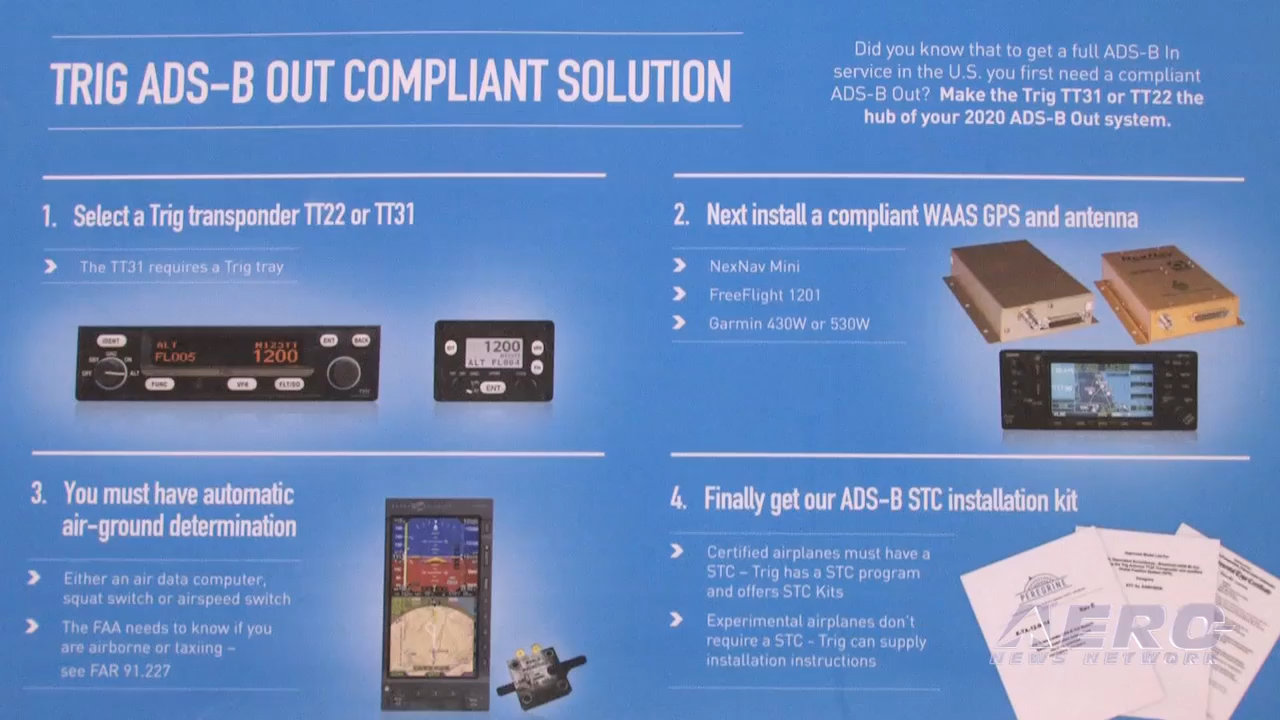 TRIG ADS-B OUT COMPLIANT SOLUTION
Did you know that to get a full ADS-B In
service in the U.S. you first need a compliant
ADS-B Out? Make the Trig TT31 or TT22 the
hub of your 2020 ADS-B Out system.
1. Select a Trig transponder TT22 or TT31
The TT31 requires a Trig tray
IDENT
ALT
FL005
N123TT
1200
ENT
BACK
ALT
FUNC
VFR
FLT/ID
1200
ALT FL064
ENT
2. Next install a compliant WAAS GPS and antenna
NexNav Mini
FreeFlight 1201
Garmin 430W or 530W
NexNav
3. You must have automatic
air-ground determination
Either an air data computer,
squat switch or airspeed switch
The FAA needs to know if you
are airborne or taxiing –
see FAR 91.227
4. Finally get our ADS-B STC installation kit
Certified airplanes must have a
STC – Trig has a STC program
and offers STC Kits
Experimental airplanes don't
require a STC - Trig can supply
installation instructions
PEREGRINE
AERO
NEWS NETWORK